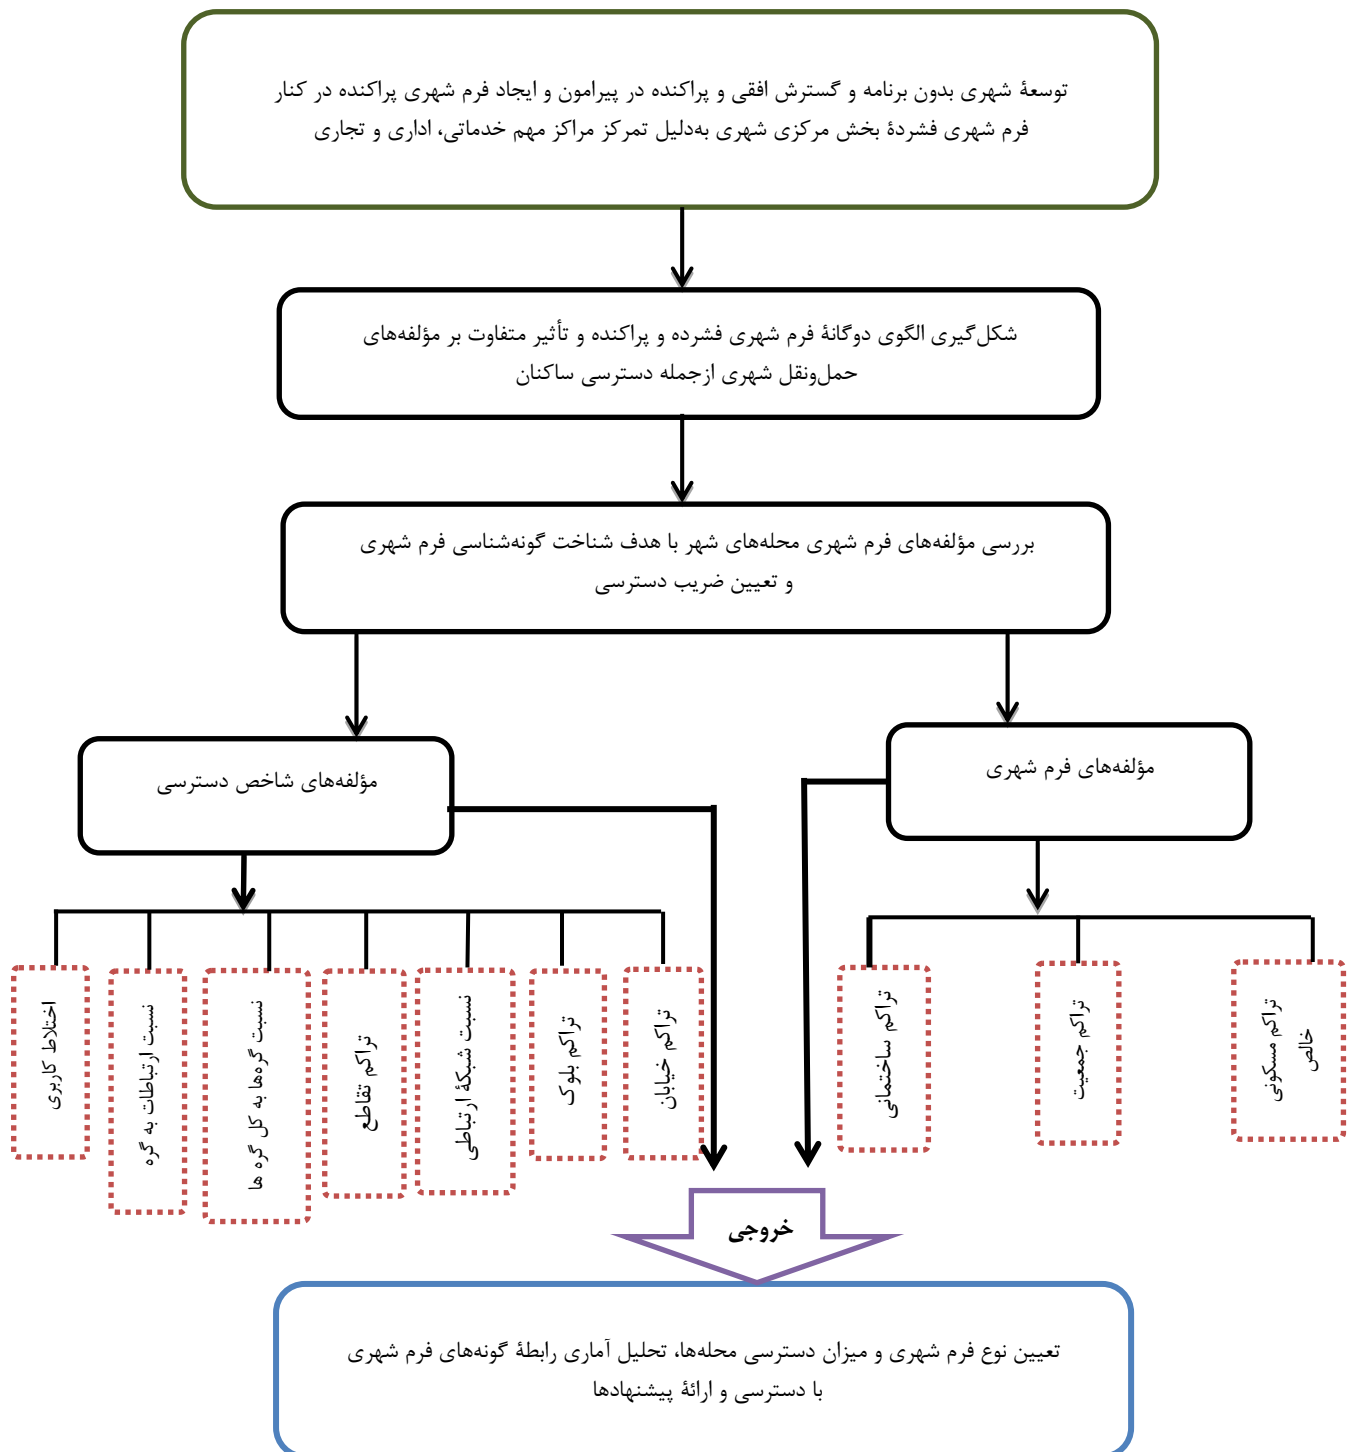 توسعۀ شهری بدون برنامه و گسترش افقی و پراکنده در پیرامون و ایجاد فرم شهری پراکنده در کنار
فرم شهری فشردۀ بخش مرکزی شهری به‌دلیل تمرکز مراکز مهم خدماتی، اداری و تجاری
شکل‌گیری الگوی دوگانۀ فرم شهری فشرده و پراکنده و تأثیر متفاوت بر مؤلفه‌های
حمل‌ونقل شهری ازجمله دسترسی ساکنان
بررسی مؤلفه‌های فرم شهری محله‌های شهر با هدف شناخت گونه‌شناسی فرم شهری
و تعیین ضریب دسترسی
مؤلفه‌های فرم شهری
مؤلفه‌های شاخص دسترسی
تراکم مسکونی
خالص
تراکم جمعیت
تراکم ساختمانی
تراکم خیابان
تراکم بلوک
نسبت شبکۀ ارتباطی
تراکم تقاطع
نسبت گره‌ها به کل گره ها
نسبت ارتباطات به گره
اختلاط کاربری
خروجی
تعیین نوع فرم شهری و میزان دسترسی محله‌ها، تحلیل آماری رابطۀ گونه‌های فرم شهری
با دسترسی و ارائۀ پیشنهادها